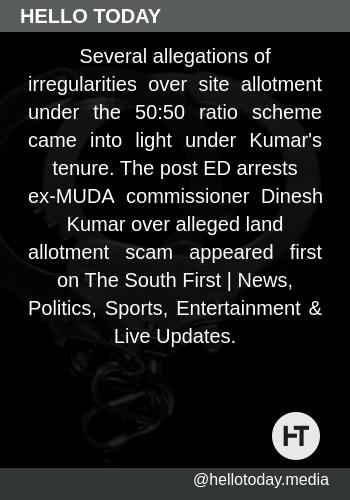 HELLO TODAY
Several allegations of
irregularities over site allotment
under the 50:50 ratio scheme
came into light under Kumar's
tenure. The post ED arrests
ex-MUDA commissioner Dinesh
Kumar over alleged land
allotment scam appeared first
on The South First | News,
Politics, Sports, Entertainment &
Live Updates.
HT
@hellotoday.media